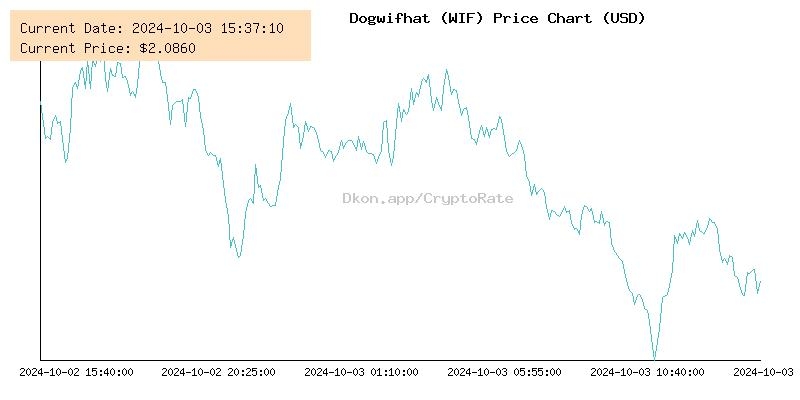 Dogwifhat (WIF) Price Chart (USD)
Current Date: 2024-10-03 15:37:10
Current Price: $2.0860
Dkon.app/CryptoRate
2024-10-02 15:40:00 2024-10-02 20:25:00 2024-10-03 01:10:00 2024-10-03 05:55:00 2024-10-03 10:40:00 2024-10-03